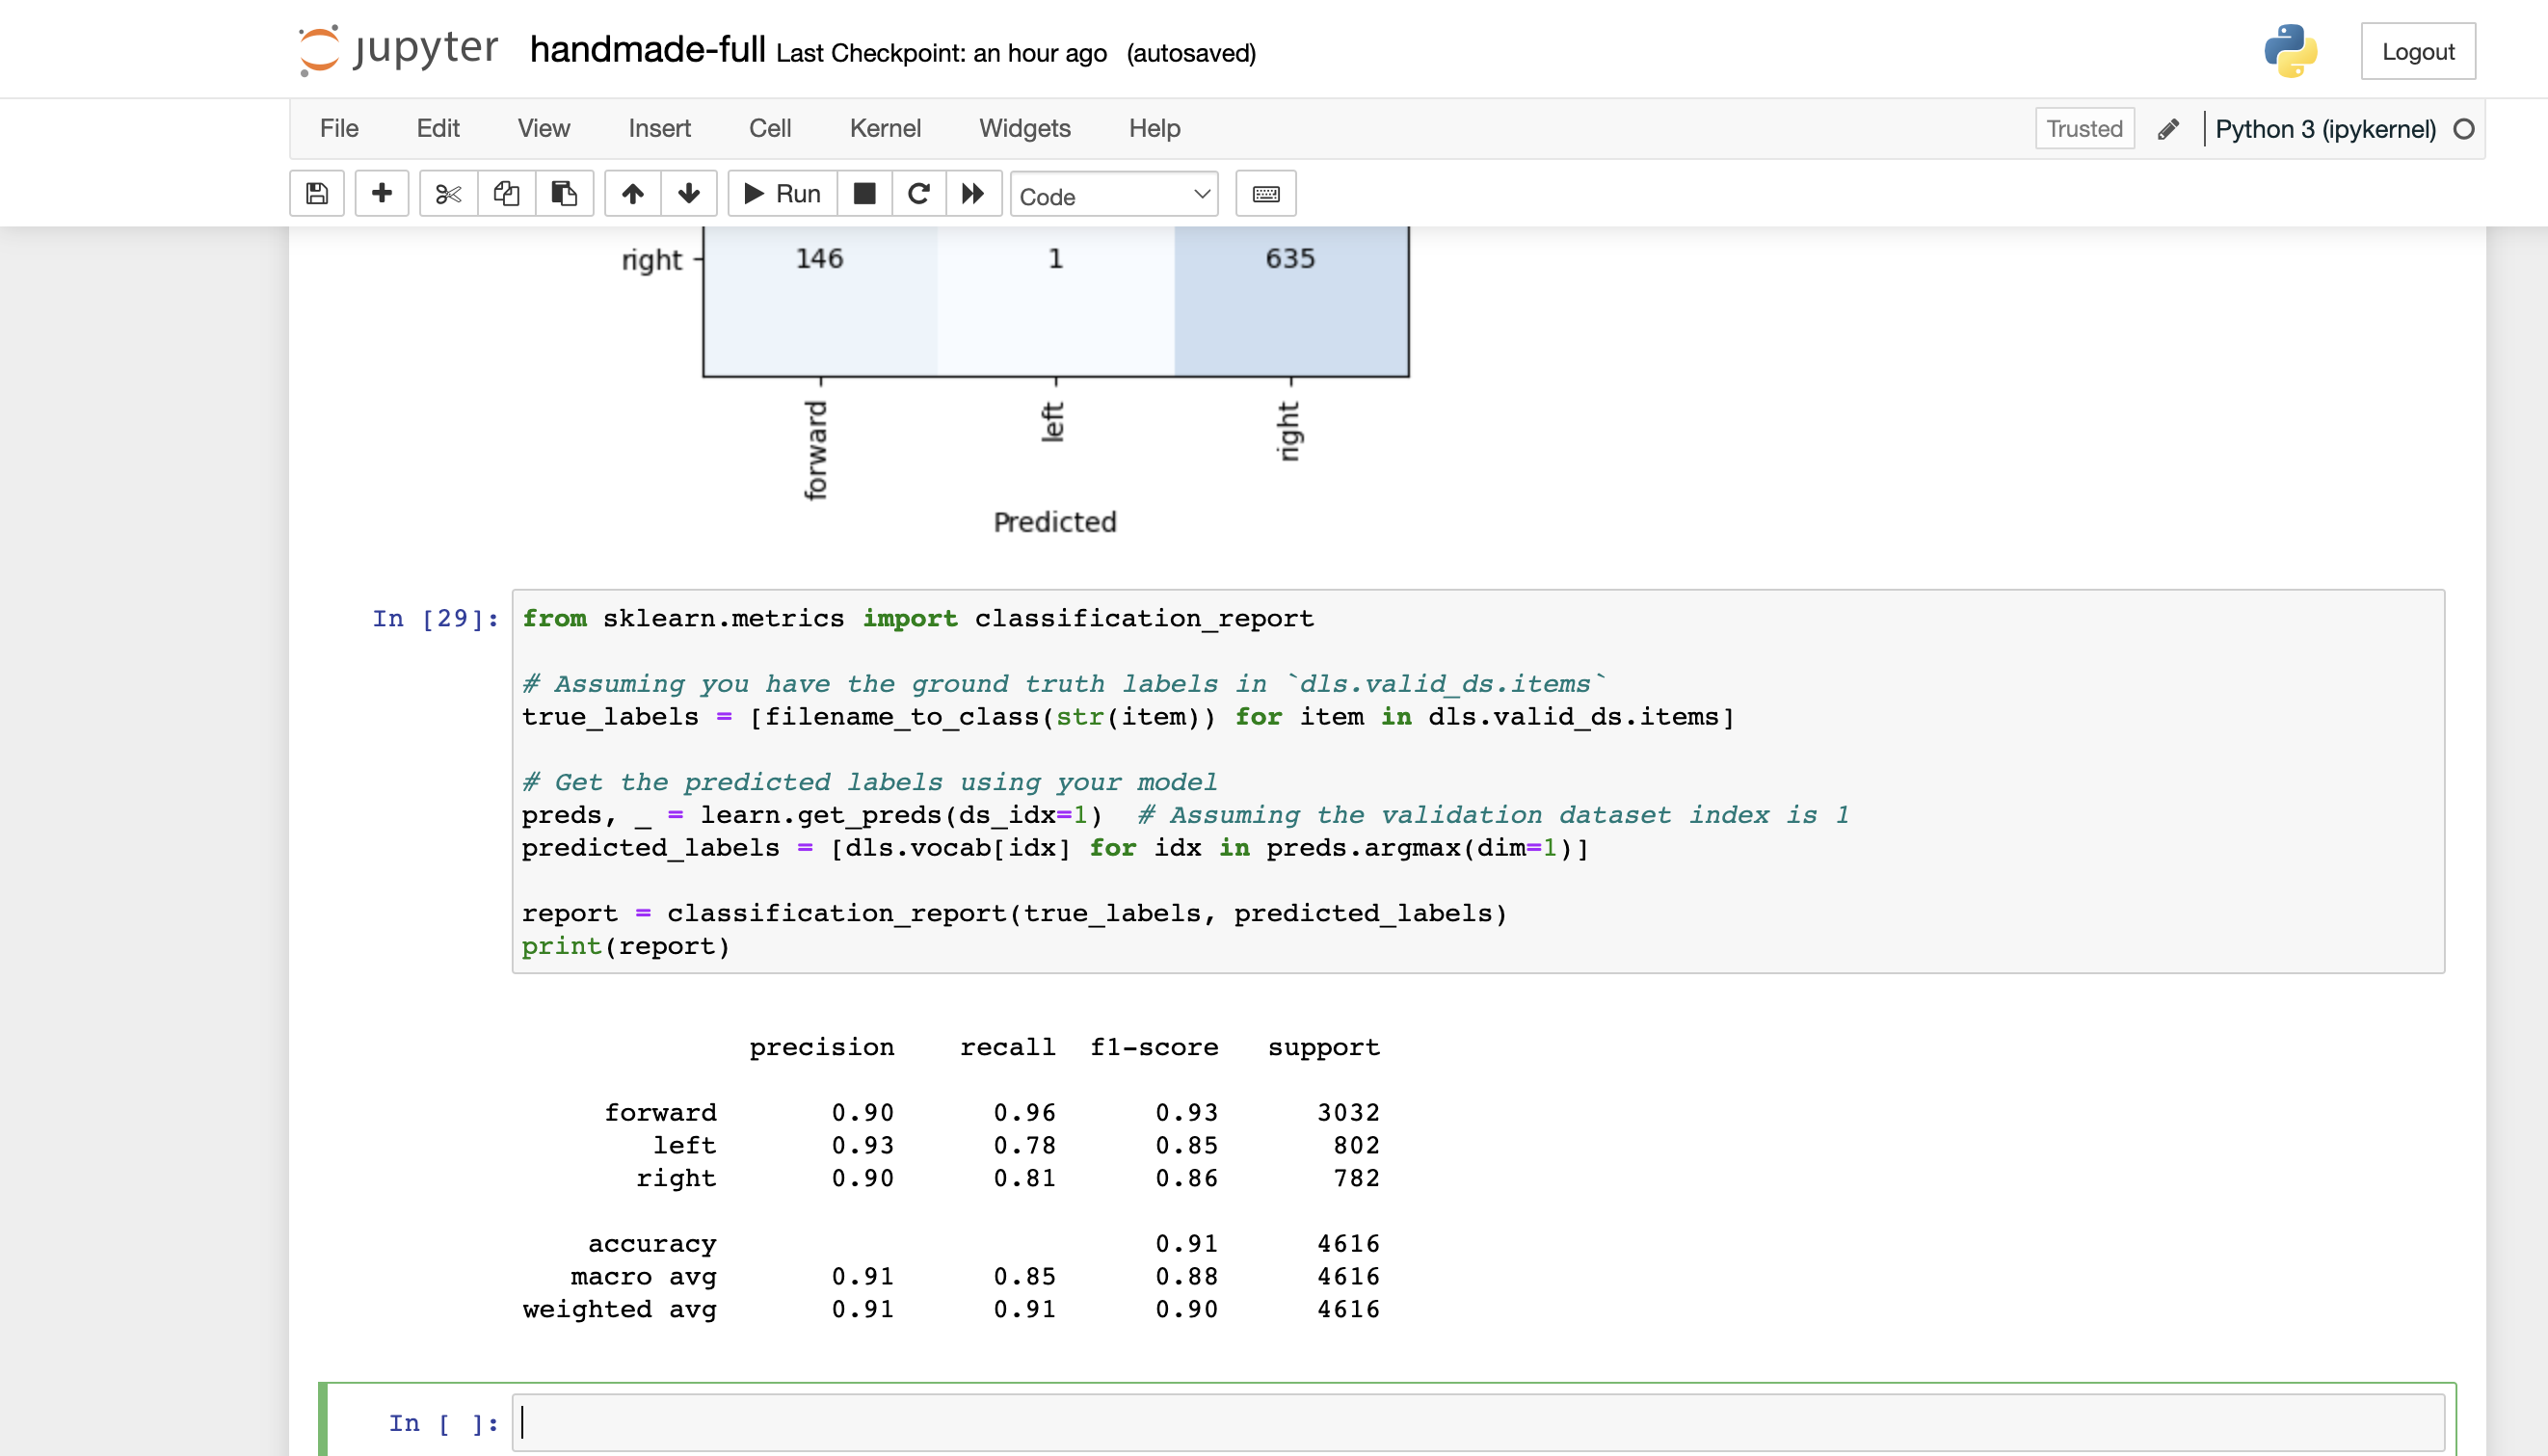 jupyter handmade-full Last Checkpoint: an hour ago (autosaved)
Logout
File Edit View Insert Cell Kernel Widgets Help
Trusted Python 3 (ipykernel)
Run Code
right 146 1 635
forward left right
Predicted
In [29]: from sklearn.metrics import classification_report
# Assuming you have the ground truth labels in `dls.valid_ds.items`
true_labels = [filename_to_class(str(item)) for item in dls.valid_ds.items]
# Get the predicted labels using your model
preds, _ = learn.get_preds(ds_idx=1)  # Assuming the validation dataset index is 1
predicted_labels = [dls.vocab[idx] for idx in preds.argmax(dim=1)]
report = classification_report(true_labels, predicted_labels)
print(report)
precision recall f1-score support
forward 0.90 0.96 0.93 3032
left 0.93 0.78 0.85 802
right 0.90 0.81 0.86 782
accuracy 0.91 4616
macro avg 0.91 0.85 0.88 4616
weighted avg 0.91 0.91 0.90 4616
In [ ]: